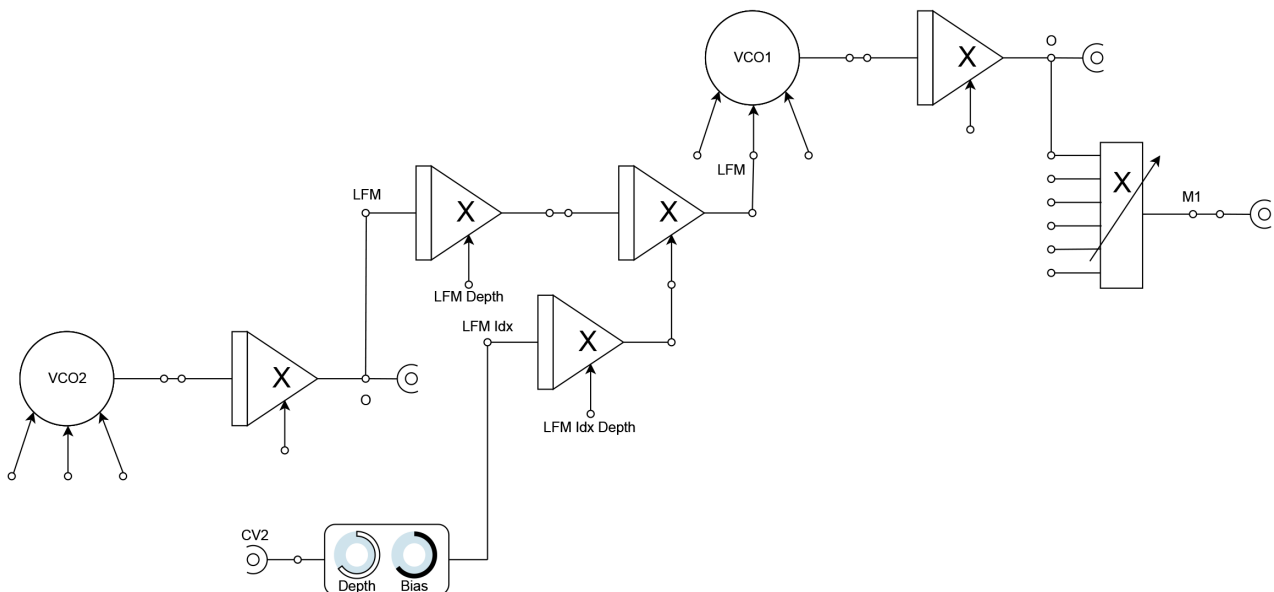 VCO1
X
O
LFM
X
M1
LFM
X
X
LFM Depth
LFM Idx
X
VCO2
X
O
LFM Idx Depth
CV2
Depth
Bias